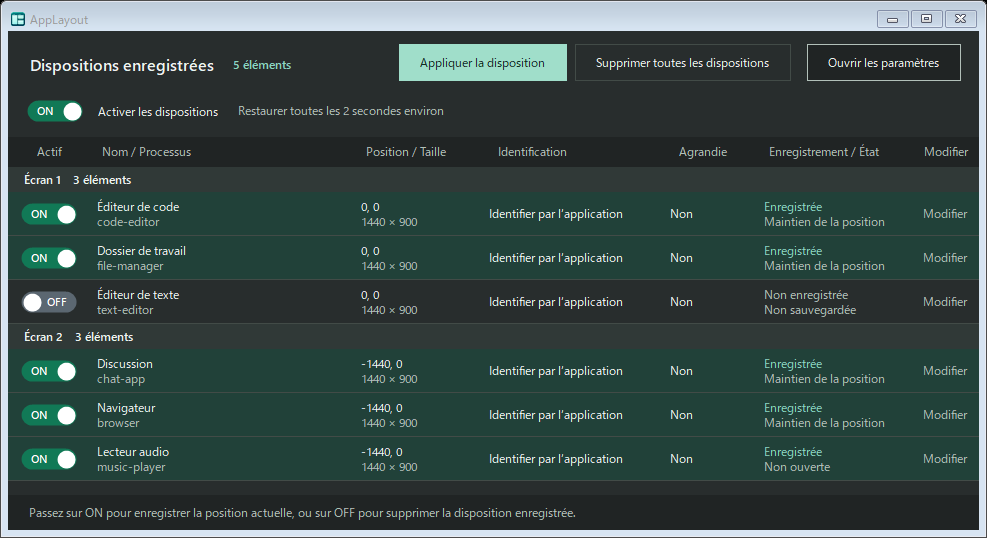 AppLayout
Dispositions enregistrées 5 éléments Appliquer la disposition Supprimer toutes les dispositions Ouvrir les paramètres
ON Activer les dispositions Restaurer toutes les 2 secondes environ
Actif Nom / Processus Position / Taille Identification Agrandie Enregistrement / État Modifier
Écran 1 3 éléments
ON Éditeur de code 0, 0 Identifier par l'application Non Enregistrée Modifier
code-editor 1440 × 900 Maintien de la position
ON Dossier de travail 0, 0 Identifier par l'application Non Enregistrée Modifier
file-manager 1440 × 900 Maintien de la position
OFF Éditeur de texte 0, 0 Identifier par l'application Non Non enregistrée Modifier
text-editor 1440 × 900 Non sauvegardée
Écran 2 3 éléments
ON Discussion -1440, 0 Identifier par l'application Non Enregistrée Modifier
chat-app 1440 × 900 Maintien de la position
ON Navigateur -1440, 0 Identifier par l'application Non Enregistrée Modifier
browser 1440 × 900 Maintien de la position
ON Lecteur audio -1440, 0 Identifier par l'application Non Enregistrée Modifier
music-player 1440 × 900 Non ouverte
Passez sur ON pour enregistrer la position actuelle, ou sur OFF pour supprimer la disposition enregistrée.